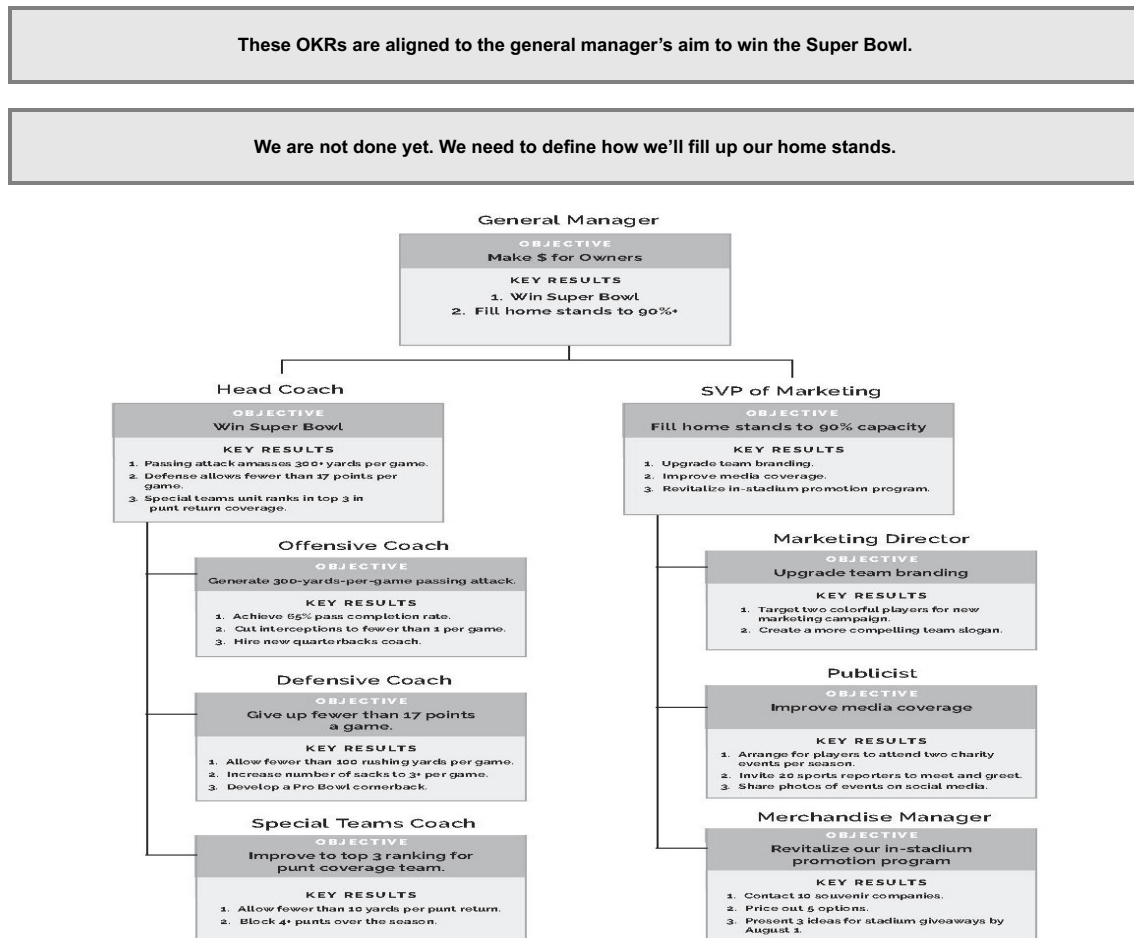 These OKRs are aligned to the general manager’s aim to win the Super Bowl.
We are not done yet. We need to define how we’ll fill up our home stands.
General Manager
OBJECTIVE
Make $ for Owners
KEY RESULTS
1. Win Super Bowl
2. Fill home stands to 90%+
Head Coach
OBJECTIVE
Win Super Bowl
KEY RESULTS
1. Passing attack amasses 300+ yards per game.
2. Defense allows fewer than 17 points per
game.
3. Special teams unit ranks in top 3 in
punt return coverage.
Offensive Coach
OBJECTIVE
Generate 300-yards-per-game passing attack.
KEY RESULTS
1. Achieve 65% pass completion rate.
2. Cut interceptions to fewer than 1 per game.
3. Hire new quarterbacks coach.
Defensive Coach
OBJECTIVE
Give up fewer than 17 points
a game.
KEY RESULTS
1. Allow fewer than 100 rushing yards per game.
2. Increase number of sacks to 3+ per game.
3. Develop a Pro Bowl cornerback.
Special Teams Coach
OBJECTIVE
Improve to top 3 ranking for
punt coverage team.
KEY RESULTS
1. Allow fewer than 10 yards per punt return.
2. Block 4+ punts over the season.
SVP of Marketing
OBJECTIVE
Fill home stands to 90% capacity
KEY RESULTS
1. Upgrade team branding.
2. Improve media coverage.
3. Revitalize in-stadium promotion program.
Marketing Director
OBJECTIVE
Upgrade team branding
KEY RESULTS
1. Target two colorful players for new
marketing campaign.
2. Create a more compelling team slogan.
Publicist
OBJECTIVE
Improve media coverage
KEY RESULTS
1. Arrange for players to attend two charity
events per season.
2. Invite 20 sports reporters to meet and greet.
3. Share photos of events on social media.
Merchandise Manager
OBJECTIVE
Revitalize our in-stadium
promotion program
KEY RESULTS
1. Contact 10 souvenir companies.
2. Price out 5 options.
3. Present 3 ideas for stadium giveaways by
August 1.